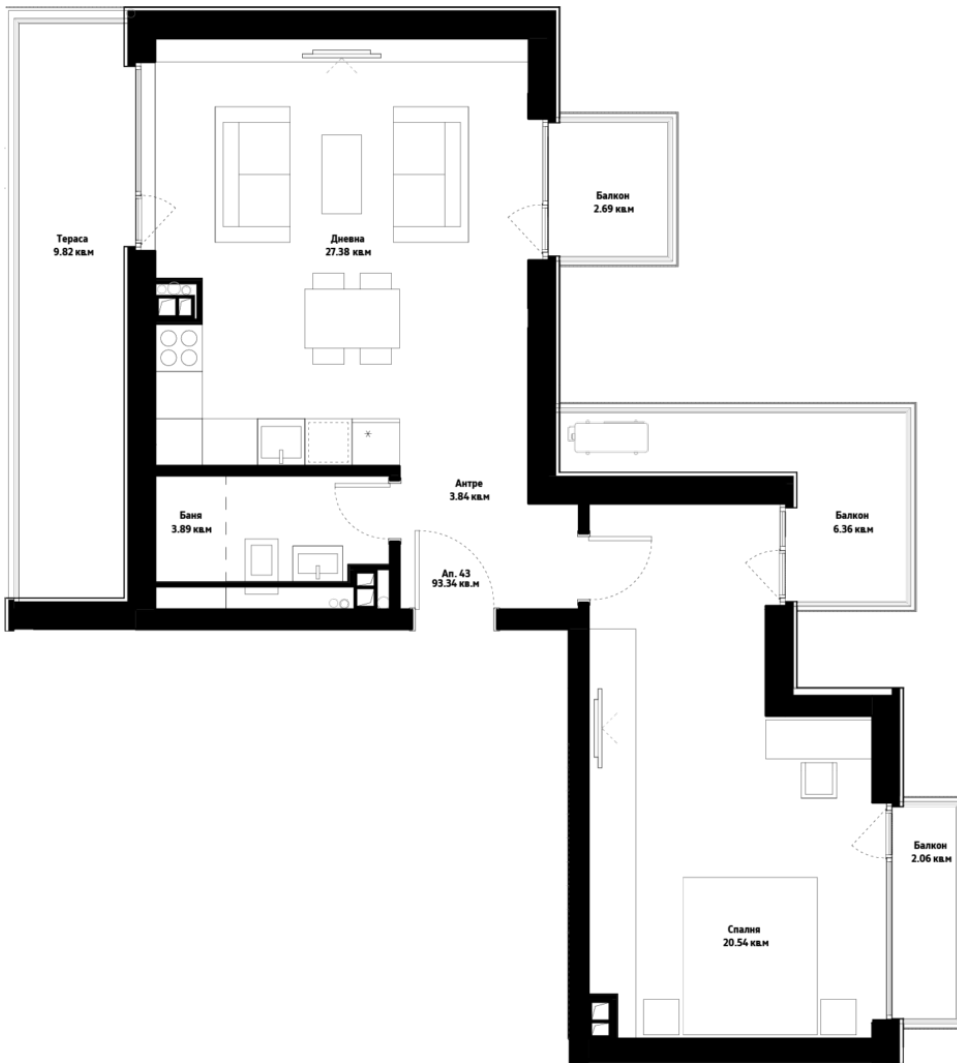 Балкон
2.69 кв.м
Тераса
9.82 кв.м
Дневна
27.38 кв.м
Антре
3.84 кв.м
Баня
3.89 кв.м
Балкон
6.36 кв.м
Ап. 43
93.34 кв.м
Балкон
2.06 кв.м
Спалня
20.54 кв.м